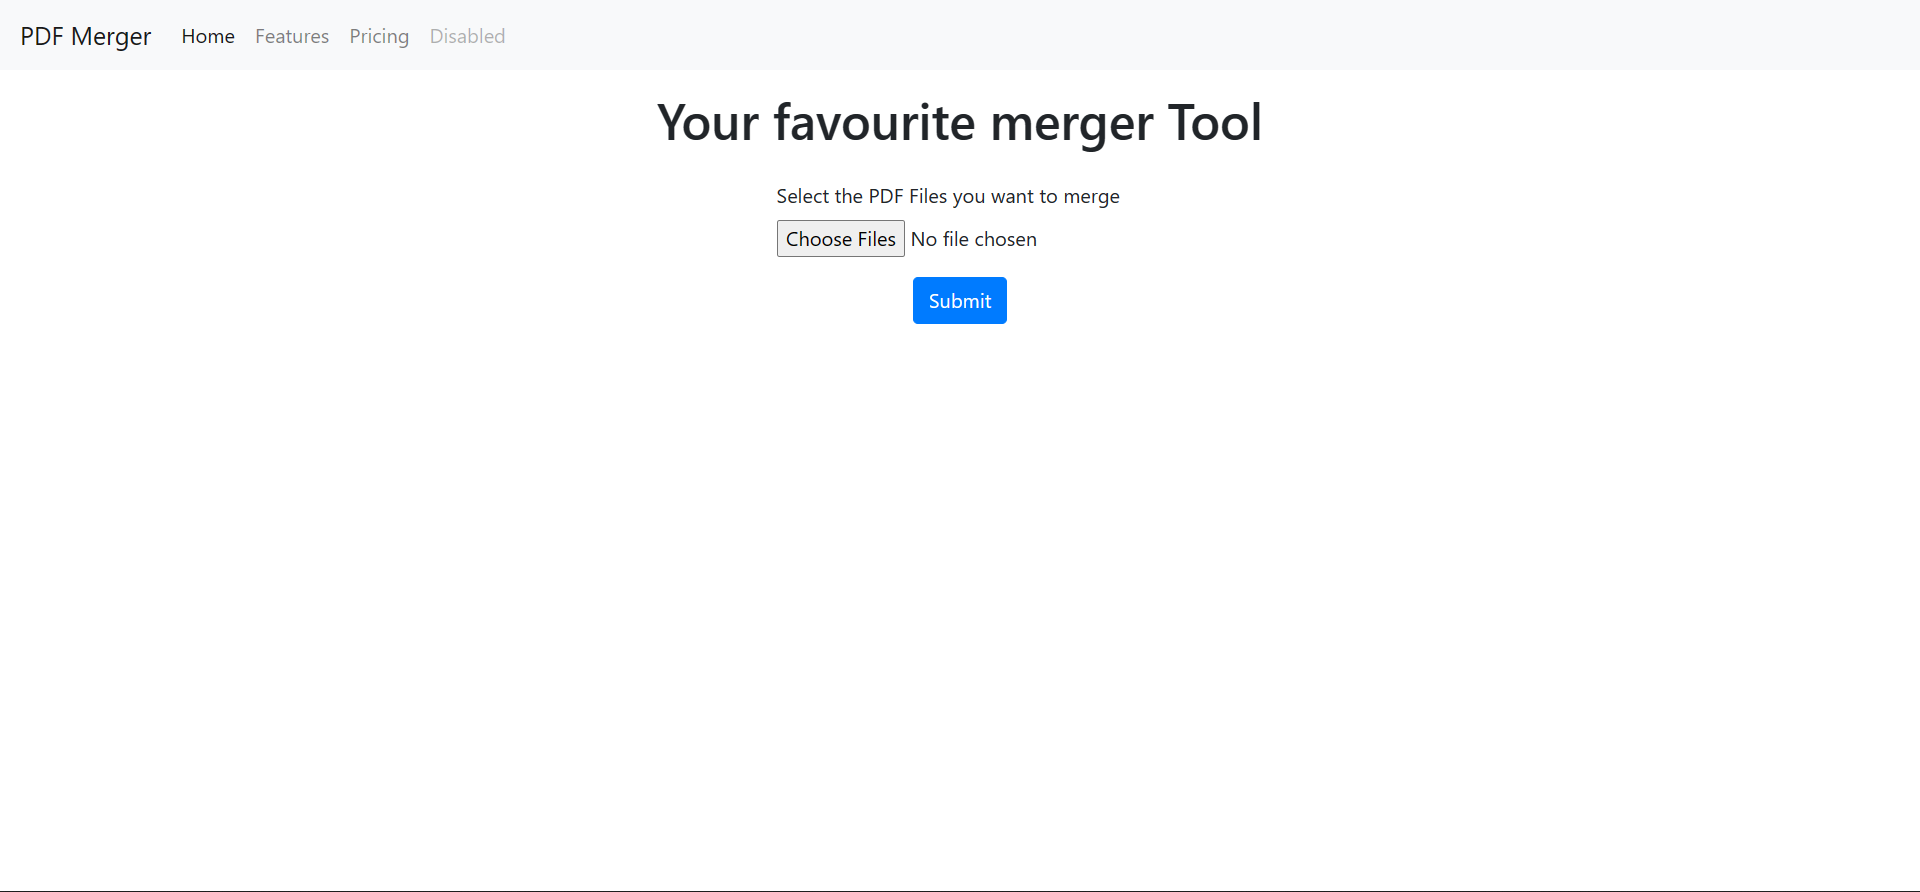 PDF Merger Home Features Pricing Disabled
Your favourite merger Tool
Select the PDF Files you want to merge
Choose Files No file chosen
Submit